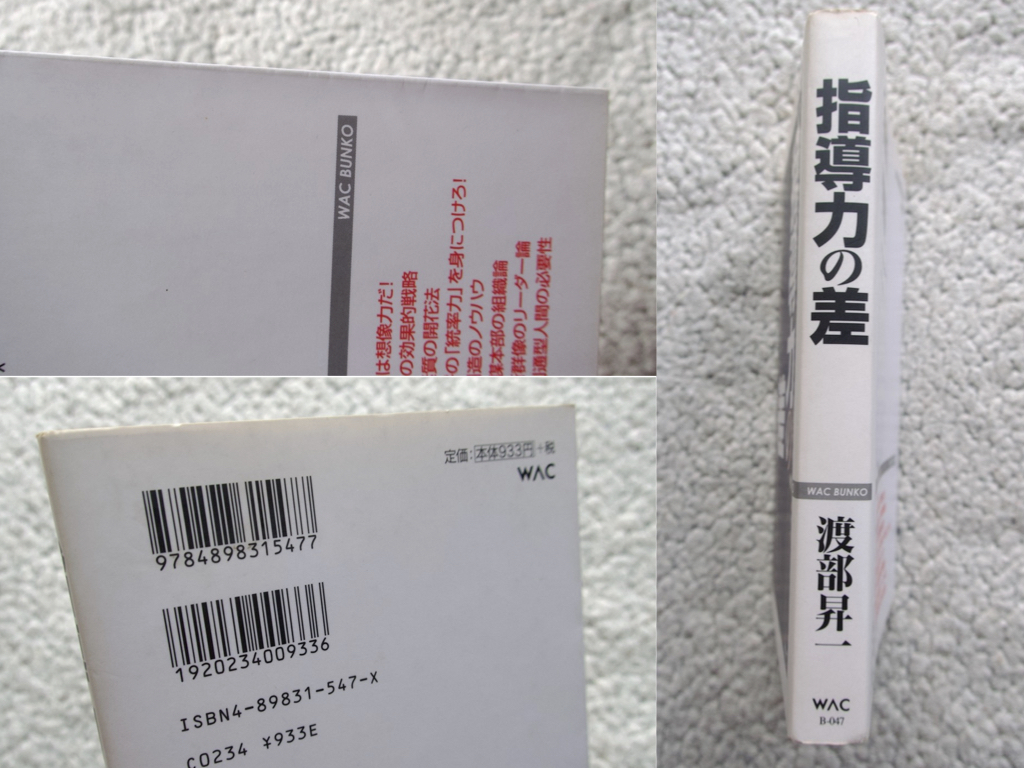 WAC BUNKO
は想像力だ!
の効果的戦略
質の開花法
の「統率力」を身につけろ!
造のノウハウ
謀本部の組織論
群像のリーダー論
通型人間の必要性
定価:本体933円+税
WAC
9784898315477
1920234009336
ISBN4-89831-547-X
C0234 ¥933E
指導力の差
WAC BUNKO
渡部昇一
WAC
B-047